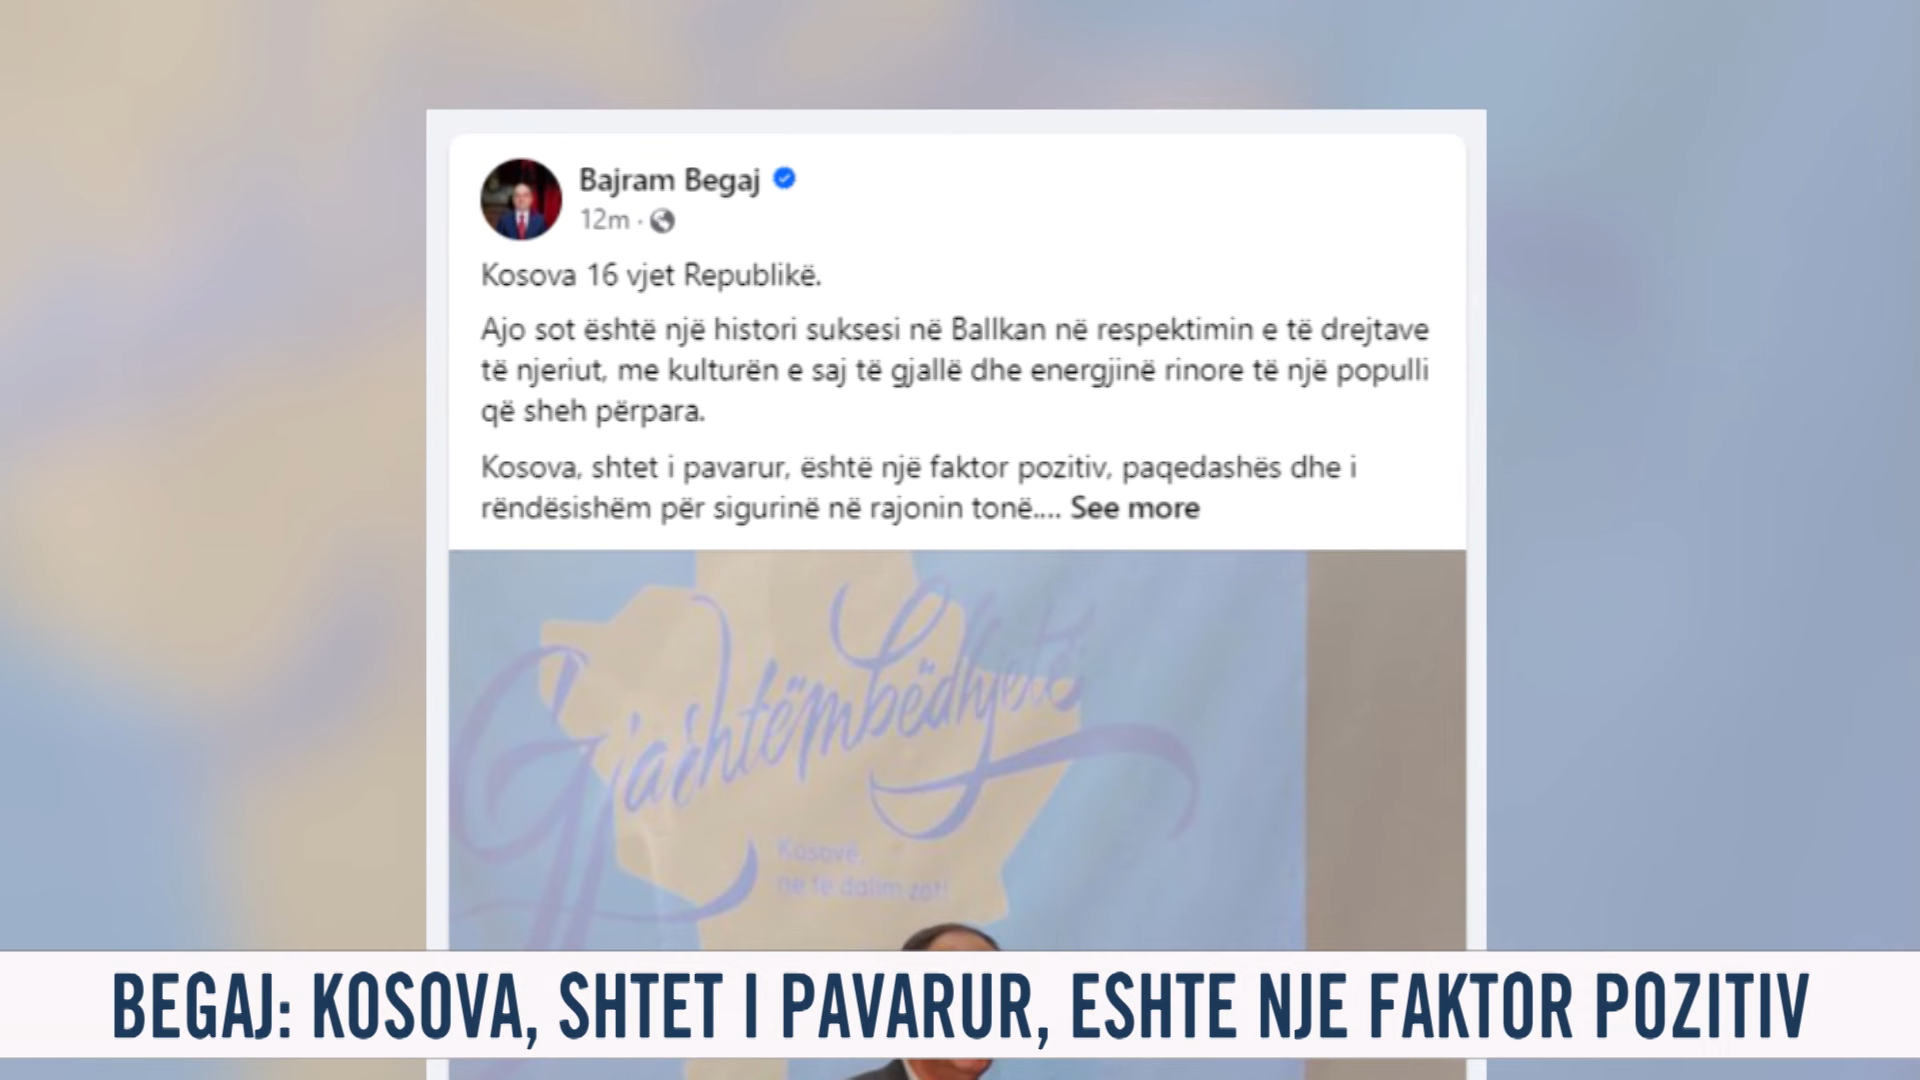 Bajram Begaj
12m ·
Kosova 16 vjet Republikë.
Ajo sot është një histori suksesi në Ballkan në respektimin e të drejtave
të njeriut, me kulturën e saj të gjallë dhe energjinë rinore të një populli
që sheh përpara.
Kosova, shtet i pavarur, është një faktor pozitiv, paqedashës dhe i
rëndësishëm për sigurinë në rajonin tonë.... See more
Gjashtëmbëdhjetë
Kosovë,
ne të dalim zot!
BEGAJ: KOSOVA, SHTET I PAVARUR, ESHTE NJE FAKTOR POZITIV